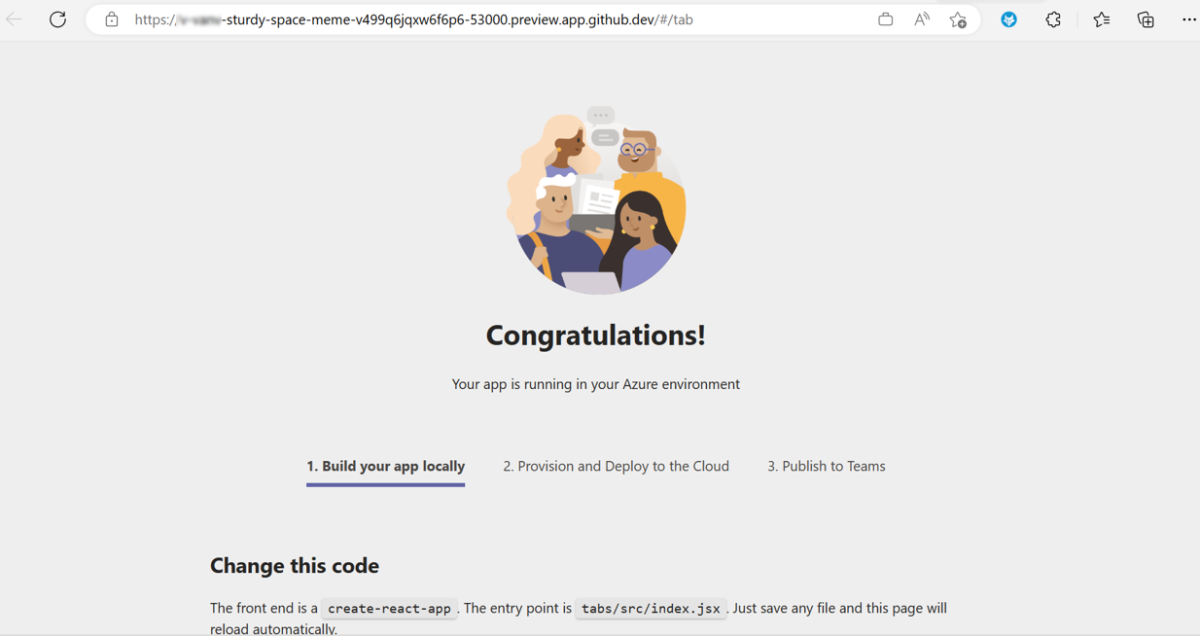 https:// -sturdy-space-meme-v499q6jqxw6f6p6-53000.preview.app.github.dev/#/tab
Congratulations!
Your app is running in your Azure environment
1. Build your app locally
2. Provision and Deploy to the Cloud
3. Publish to Teams
Change this code
The front end is a create-react-app . The entry point is tabs/src/index.jsx . Just save any file and this page will
reload automatically.